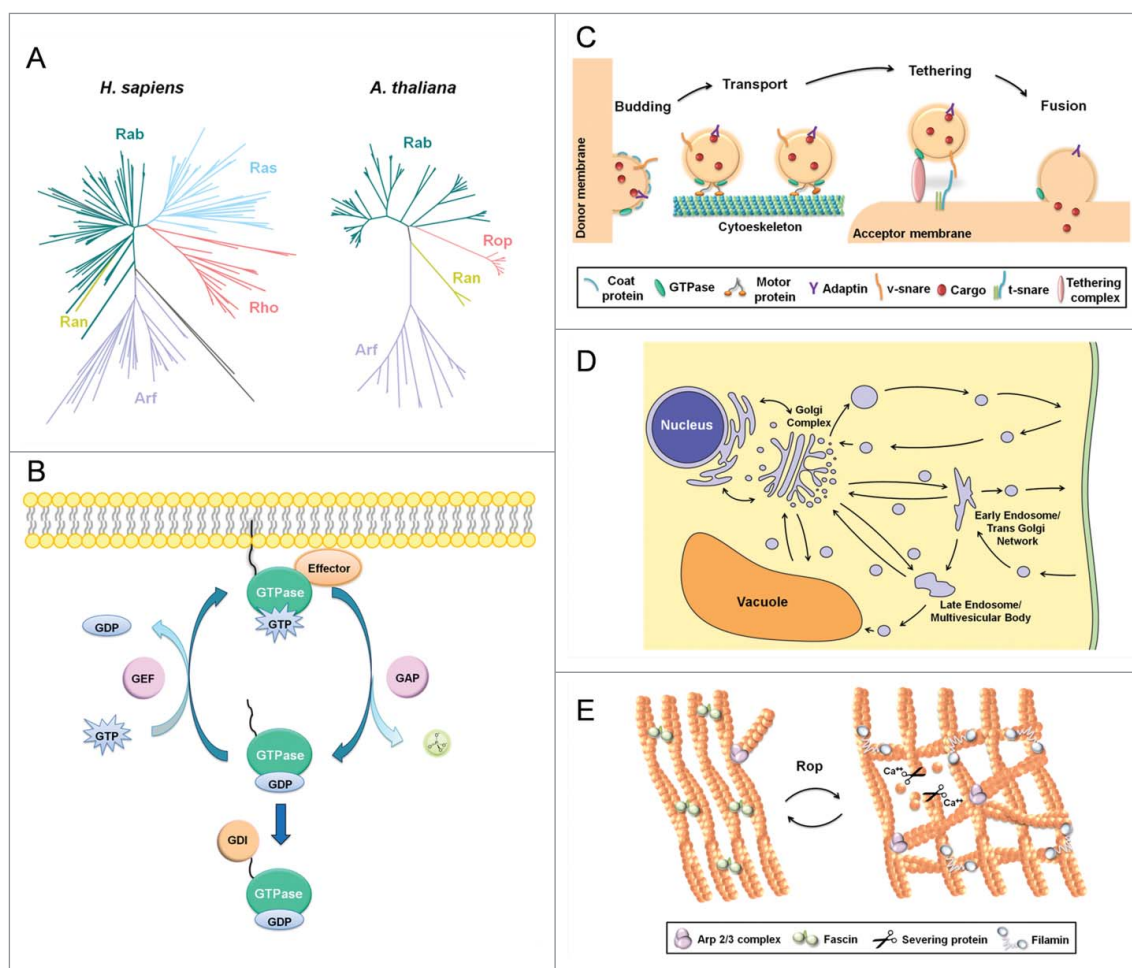 A
H. sapiens
A. thaliana
Rab
Ras
Rho
Ran
Arf
Rab
Rop
Ran
Arf
B
Effector
GTPase
GTP
GDP
GEF
GTP
GAP
GTPase
GDP
GDI
GTPase
GDP
C
Donor membrane
Budding
Transport
Tethering
Fusion
Cytoeskeleton
Acceptor membrane
Coat
protein
GTPase
Motor
protein
Adaptin
v-snare
Cargo
t-snare
Tethering
complex
D
Nucleus
Golgi
Complex
Early Endosome/
Trans Golgi
Network
Vacuole
Late Endosome/
Multivesicular Body
E
Rop
Ca++
Ca++
Arp 2/3 complex
Fascin
Severing protein
Filamin